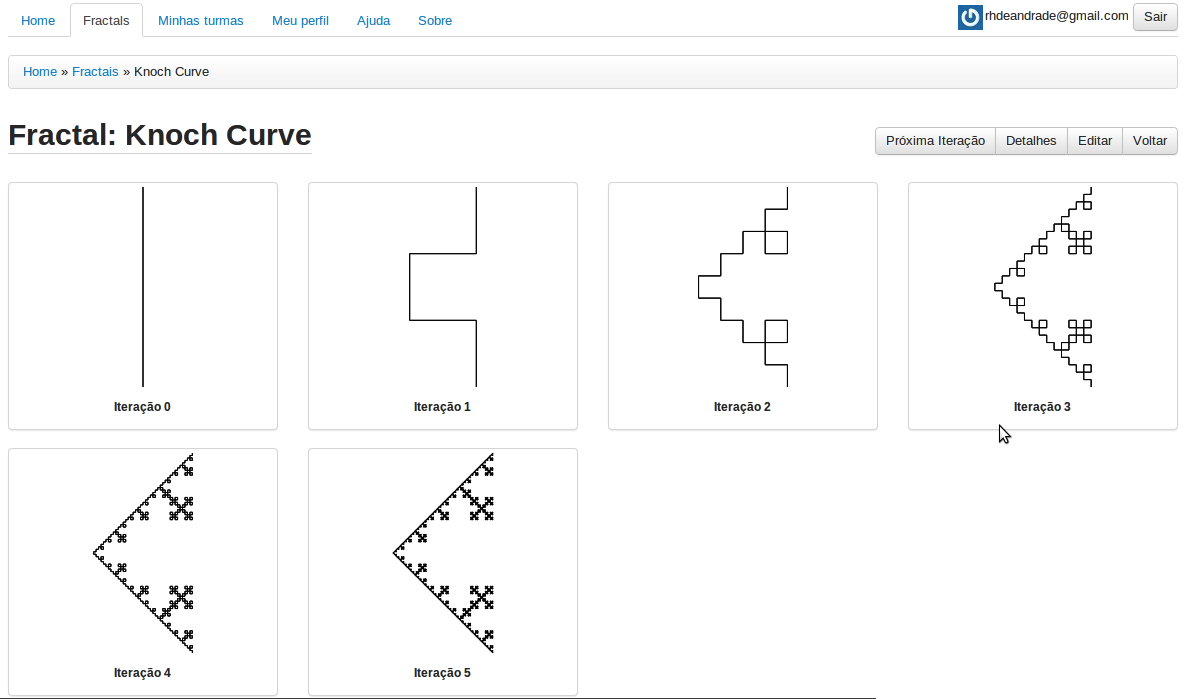 Home Fractals Minhas turmas Meu perfil Ajuda Sobre rhdeandrade@gmail.com Sair
Home » Fractais » Knoch Curve
Fractal: Knoch Curve
Próxima Iteração Detalhes Editar Voltar
Iteração 0 Iteração 1 Iteração 2 Iteração 3
Iteração 4 Iteração 5